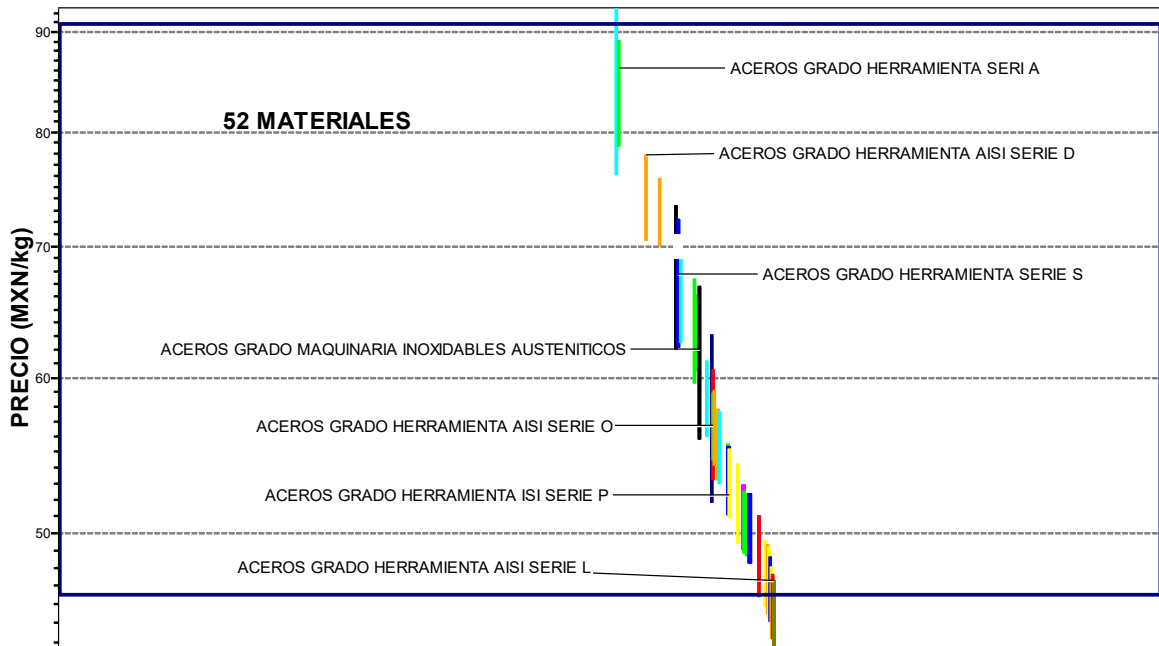 90
ACEROS GRADO HERRAMIENTA SERI A
52 MATERIALES
80
ACEROS GRADO HERRAMIENTA AISI SERIE D
70
ACEROS GRADO HERRAMIENTA SERIE S
PRECIO (MXN/kg)
ACEROS GRADO MAQUINARIA INOXIDABLES AUSTENITICOS
60
ACEROS GRADO HERRAMIENTA AISI SERIE O
ACEROS GRADO HERRAMIENTA ISI SERIE P
50
ACEROS GRADO HERRAMIENTA AISI SERIE L